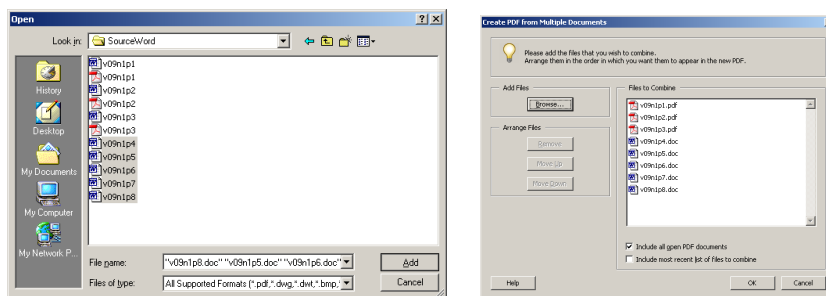 Open
Look in:
SourceWord
v09n1p1
v09n1p1
v09n1p2
v09n1p2
v09n1p3
v09n1p3
v09n1p4
v09n1p5
v09n1p6
v09n1p7
v09n1p8
History
Desktop
My Documents
My Computer
My Network P...
File name:
"v09n1p8.doc" "v09n1p5.doc" "v09n1p6.doc"
Add
Files of type:
All Supported Formats (*.pdf,*.dwg,*.dwt,*.bmp,*
Cancel
Create PDF from Multiple Documents
Please add the files that you wish to combine.
Arrange them in the order in which you want them to appear in the new PDF.
Add Files
Browse...
Arrange Files
Remove
Move Up
Move Down
Files to Combine
v09n1p1.pdf
v09n1p2.pdf
v09n1p3.pdf
v09n1p4.doc
v09n1p5.doc
v09n1p6.doc
v09n1p7.doc
v09n1p8.doc
Include all open PDF documents
Include most recent list of files to combine
Help
OK
Cancel